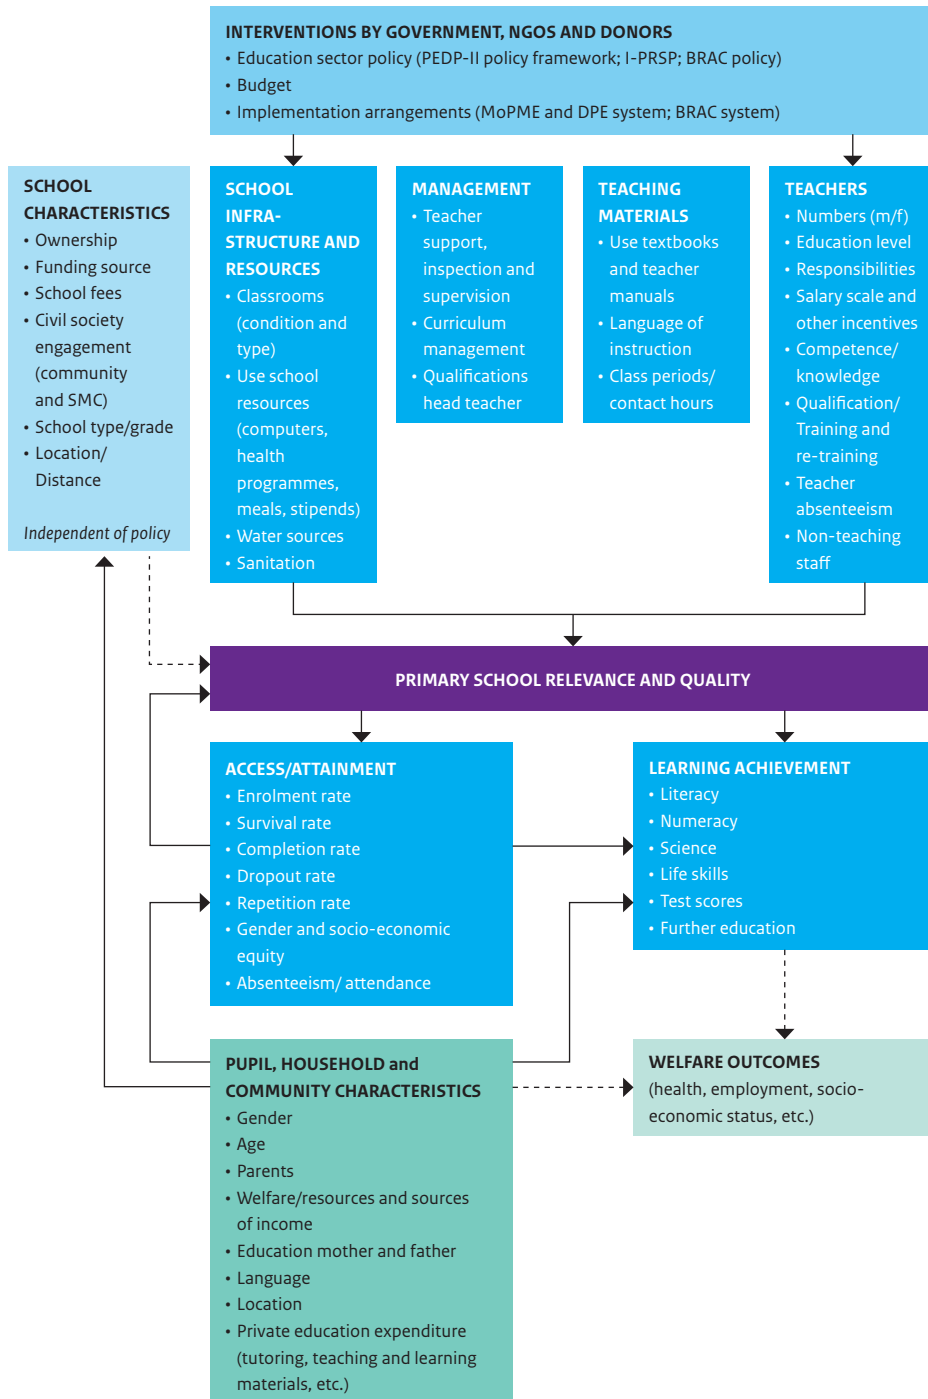 INTERVENTIONS BY GOVERNMENT, NGOS AND DONORS
• Education sector policy (PEDP-II policy framework; I-PRSP; BRAC policy)
• Budget
• Implementation arrangements (MoPME and DPE system; BRAC system)
SCHOOL
CHARACTERISTICS
• Ownership
• Funding source
• School fees
• Civil society
engagement
(community
and SMC)
• School type/grade
• Location/
Distance
Independent of policy
SCHOOL
INFRA-
STRUCTURE AND
RESOURCES
• Classrooms
(condition and
type)
• Use school
resources
(computers,
health
programmes,
meals, stipends)
• Water sources
• Sanitation
MANAGEMENT
• Teacher
support,
inspection and
supervision
• Curriculum
management
• Qualifications
head teacher
TEACHING
MATERIALS
• Use textbooks
and teacher
manuals
• Language of
instruction
• Class periods/
contact hours
TEACHERS
• Numbers (m/f)
• Education level
• Responsibilities
• Salary scale and
other incentives
• Competence/
knowledge
• Qualification/
Training and
re-training
• Teacher
absenteeism
• Non-teaching
staff
PRIMARY SCHOOL RELEVANCE AND QUALITY
ACCESS/ATTAINMENT
• Enrolment rate
• Survival rate
• Completion rate
• Dropout rate
• Repetition rate
• Gender and socio-economic
equity
• Absenteeism/ attendance
LEARNING ACHIEVEMENT
• Literacy
• Numeracy
• Science
• Life skills
• Test scores
• Further education
PUPIL, HOUSEHOLD and
COMMUNITY CHARACTERISTICS
• Gender
• Age
• Parents
• Welfare/resources and sources
of income
• Education mother and father
• Language
• Location
• Private education expenditure
(tutoring, teaching and learning
materials, etc.)
WELFARE OUTCOMES
(health, employment, socio-
economic status, etc.)